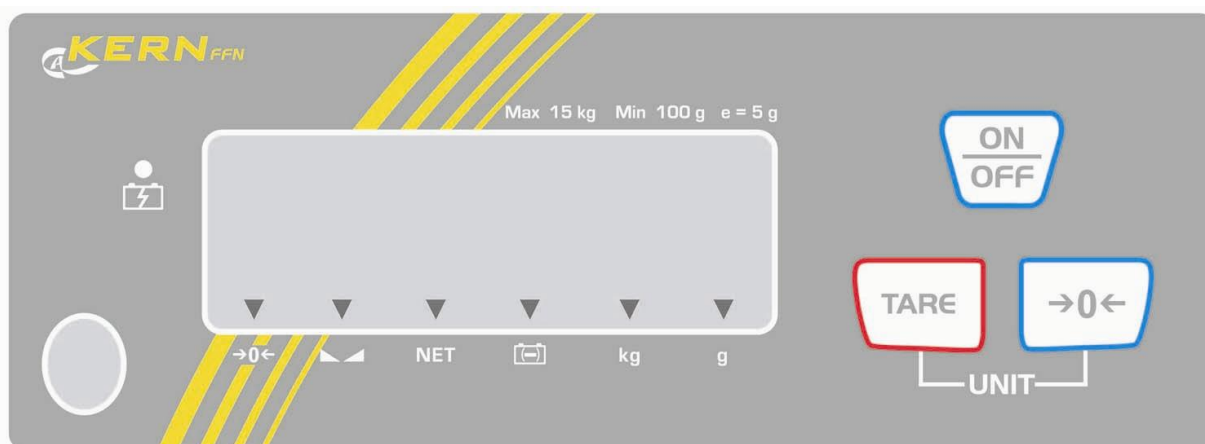 KERN FFN
Max 15 kg Min 100 g e = 5 g
ON
OFF
TARE
→0←
→0← NET kg g
UNIT